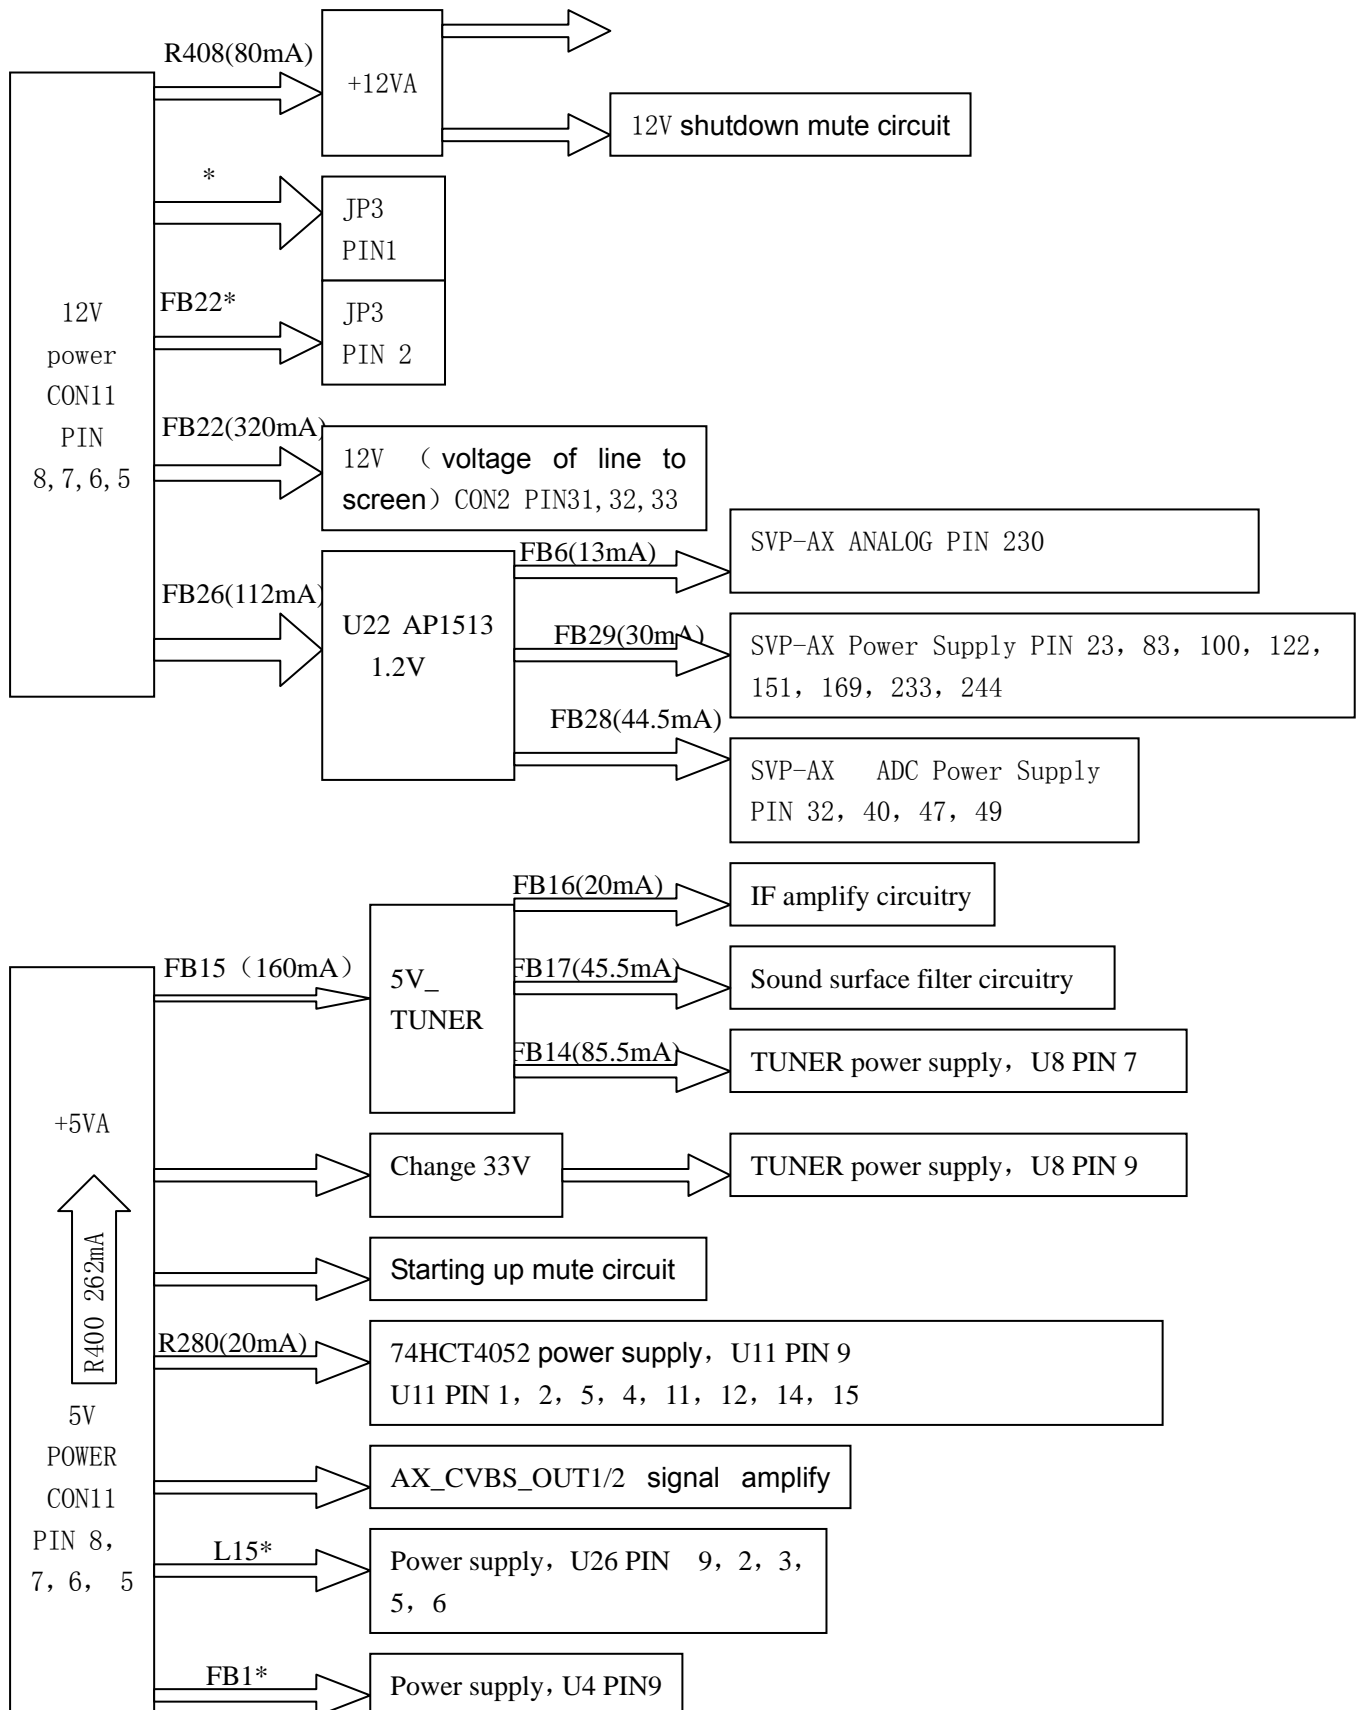 R408(80mA)
+12VA
12V shutdown mute circuit
*
JP3
PIN1
FB22*
JP3
PIN 2
12V
power
CON11
PIN
8,7,6,5
FB22(320mA)
12V （voltage of line to
screen）CON2 PIN31,32,33
FB26(112mA)
U22 AP1513
1.2V
FB6(13mA)
SVP-AX ANALOG PIN 230
FB29(30mA)
SVP-AX Power Supply PIN 23，83，100，122，
151，169，233，244
FB28(44.5mA)
SVP-AX ADC Power Supply
PIN 32，40，47，49
FB15（160mA）
5V_
TUNER
FB16(20mA)
IF amplify circuitry
FB17(45.5mA)
Sound surface filter circuitry
FB14(85.5mA)
TUNER power supply，U8 PIN 7
+5VA
R400 262mA
5V
POWER
CON11
PIN 8，
7，6， 5
Change 33V
TUNER power supply，U8 PIN 9
Starting up mute circuit
R280(20mA)
74HCT4052 power supply，U11 PIN 9
U11 PIN 1，2，5，4，11，12，14，15
AX_CVBS_OUT1/2 signal amplify
L15*
Power supply，U26 PIN 9，2，3，
5，6
FB1*
Power supply，U4 PIN9